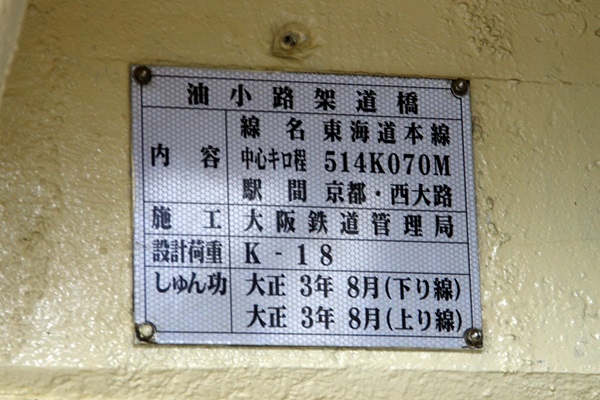 油小路架道橋
内容 線名 東海道本線
中心キロ程 514K070M
駅間 京都・西大路
施工 大阪鉄道管理局
設計荷重 K-18
しゅん功 大正 3年 8月(下り線)
大正 3年 8月(上り線)